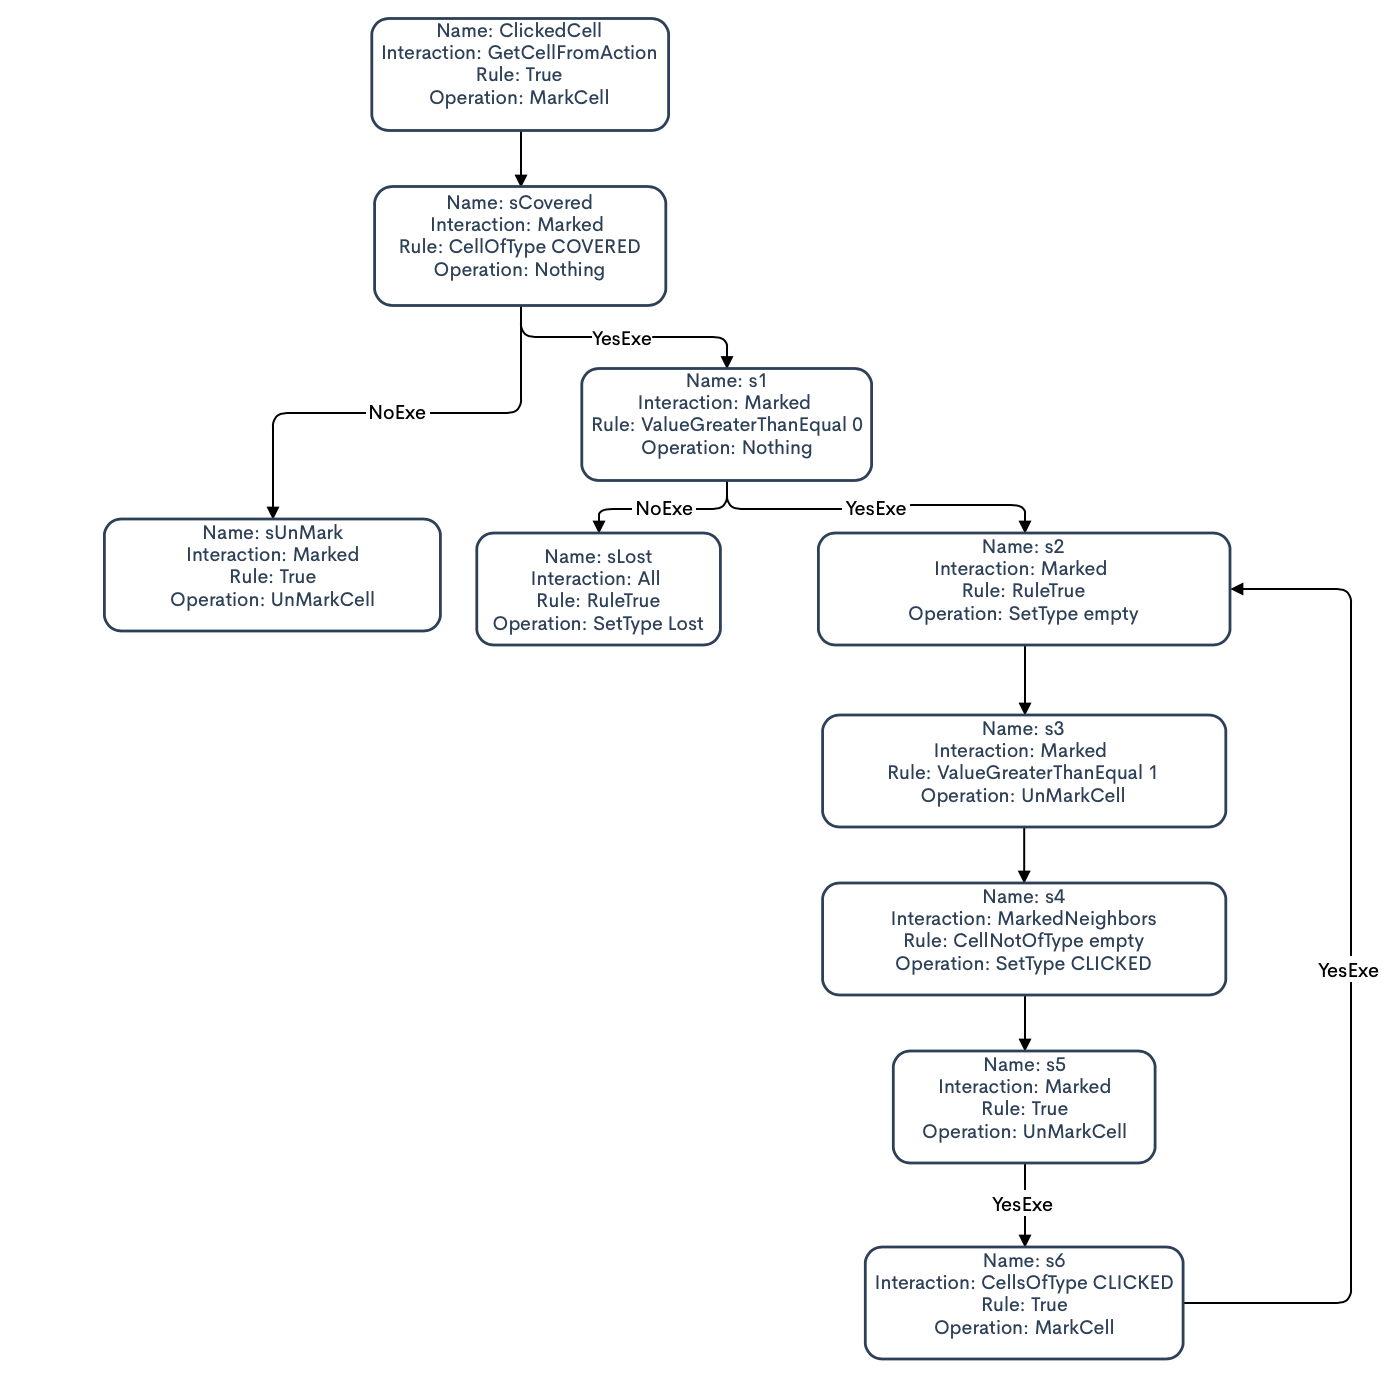 Name: ClickedCell
Interaction: GetCellFromAction
Rule: True
Operation: MarkCell
Name: sCovered
Interaction: Marked
Rule: CellOfType COVERED
Operation: Nothing
YesExe
Name: s1
Interaction: Marked
Rule: ValueGreaterThanEqual 0
Operation: Nothing
NoExe
NoExe
YesExe
Name: sUnMark
Interaction: Marked
Rule: True
Operation: UnMarkCell
Name: sLost
Interaction: All
Rule: RuleTrue
Operation: SetType Lost
Name: s2
Interaction: Marked
Rule: RuleTrue
Operation: SetType empty
Name: s3
Interaction: Marked
Rule: ValueGreaterThanEqual 1
Operation: UnMarkCell
Name: s4
Interaction: MarkedNeighbors
Rule: CellNotOfType empty
Operation: SetType CLICKED
YesExe
Name: s5
Interaction: Marked
Rule: True
Operation: UnMarkCell
YesExe
Name: s6
Interaction: CellsOfType CLICKED
Rule: True
Operation: MarkCell